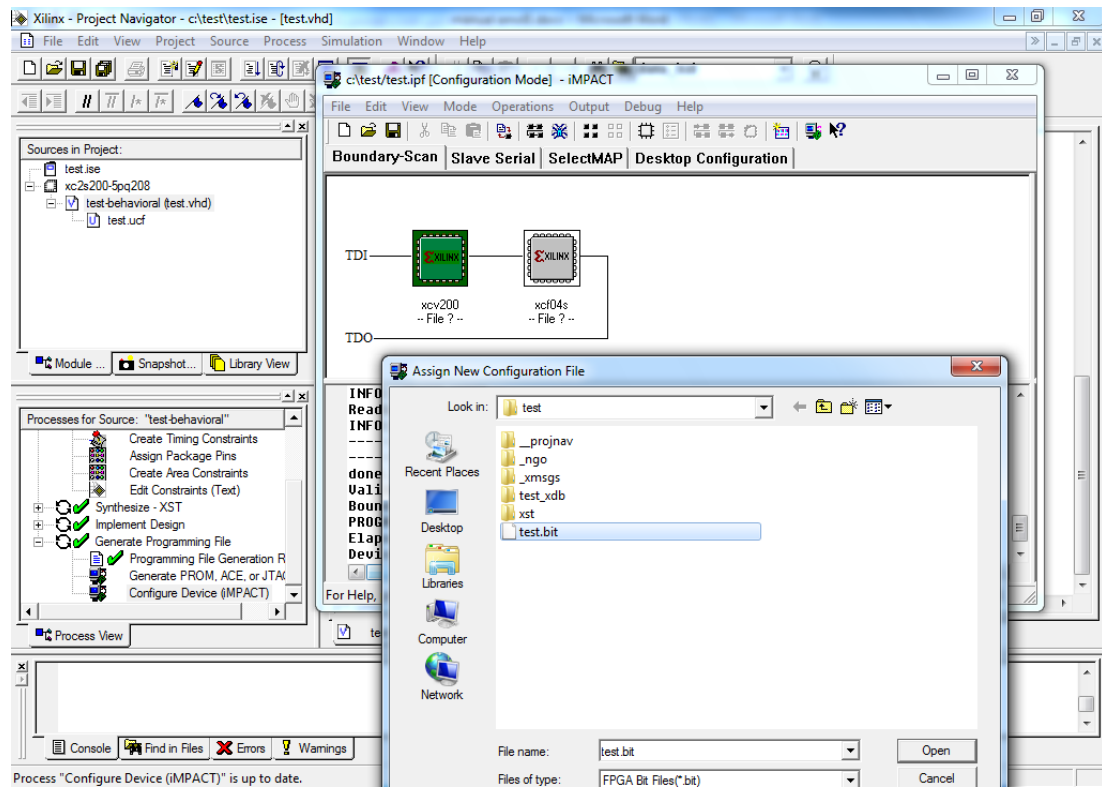 Xilinx - Project Navigator - c:\test\test.ise - [test.vhd]
File Edit View Project Source Process Simulation Window Help
c:\test/test.ipf [Configuration Mode] - iMPACT
File Edit View Mode Operations Output Debug Help
Boundary-Scan Slave Serial SelectMAP Desktop Configuration
Sources in Project:
test.ise
xc2s200-5pq208
test-behavioral (test.vhd)
test.ucf
Module ... Snapshot... Library View
TDI
XILINX XILINX
xcv200 xcf04s
-- File ? -- -- File ? --
TDO
Processes for Source: "test-behavioral"
Create Timing Constraints
Assign Package Pins
Create Area Constraints
Edit Constraints (Text)
Synthesize - XST
Implement Design
Generate Programming File
Programming File Generation R
Generate PROM, ACE, or JTA
Configure Device (iMPACT)
Process View
INFO
Read
INFO
----
----
done
Vali
Boun
PROG
Elap
Devi
For Help,
te
Assign New Configuration File
Look in: test
Recent Places
Desktop
Libraries
Computer
Network
__projnav
_ngo
_xmsgs
test_xdb
xst
test.bit
File name: test.bit Open
Files of type: FPGA Bit Files(*.bit) Cancel
Console Find in Files Errors Warnings
Process "Configure Device (iMPACT)" is up to date.